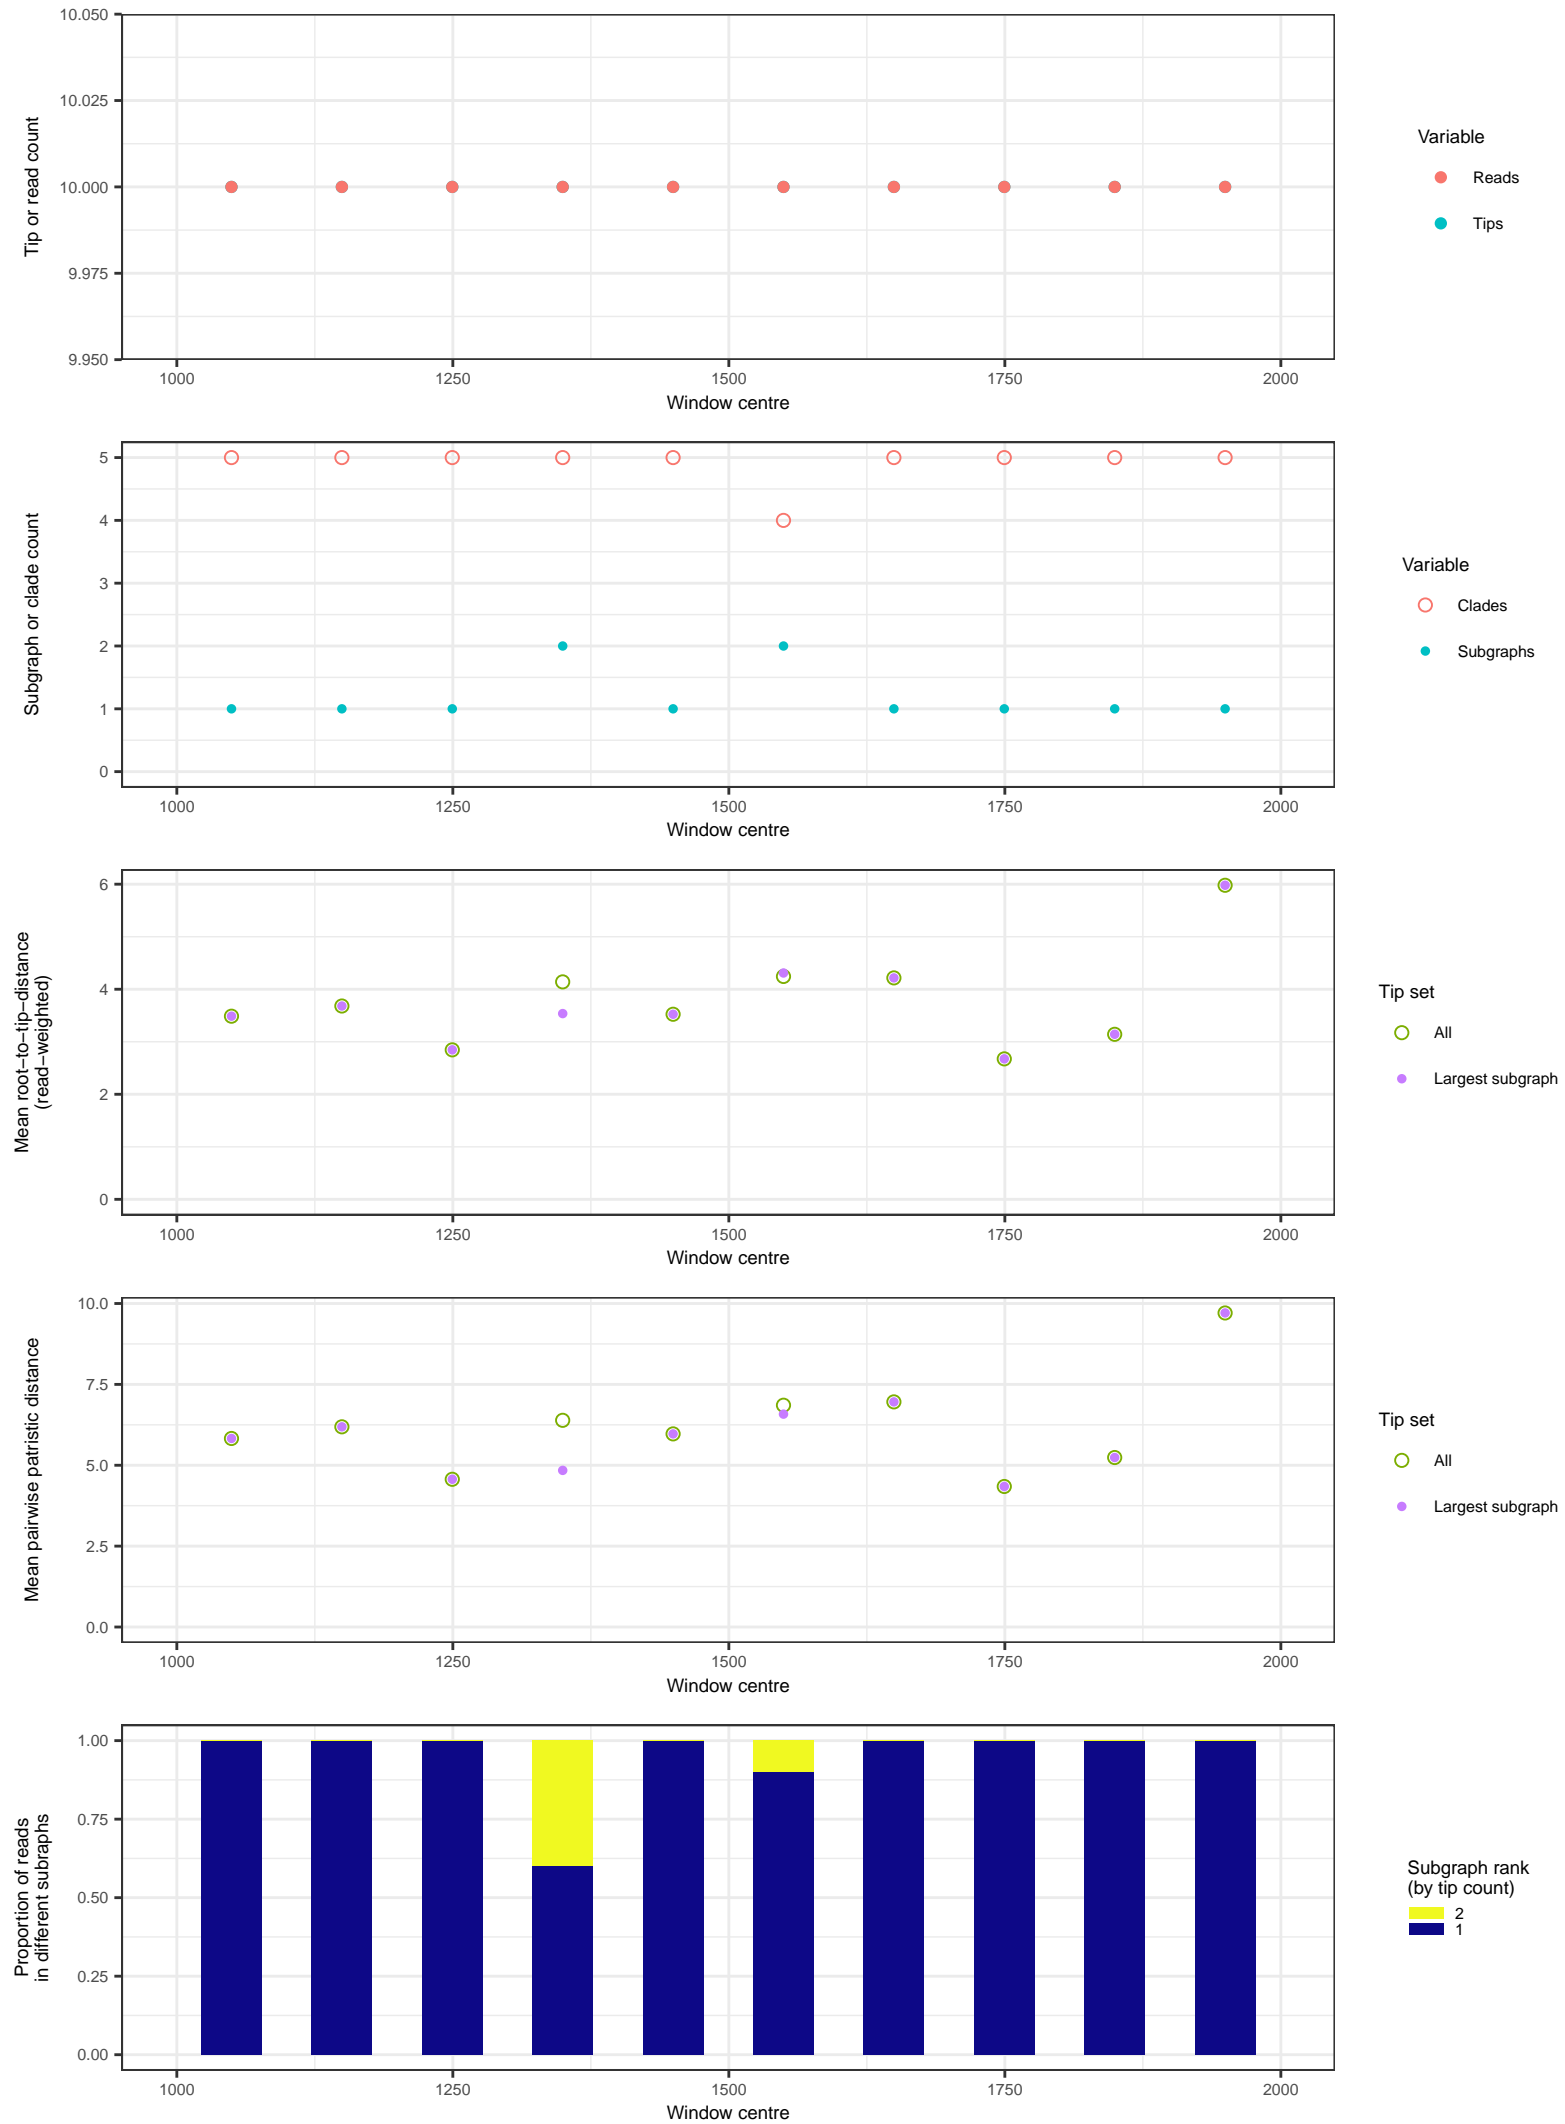 10.050
10.025
10.000
9.975
9.950
Tip or read count
1000
1250
1500
1750
2000
Window centre
Variable
Reads
Tips
5
4
3
2
1
0
Subgraph or clade count
1000
1250
1500
1750
2000
Window centre
Variable
Clades
Subgraphs
6
4
2
0
Mean root−to−tip−distance
(read−weighted)
1000
1250
1500
1750
2000
Window centre
Tip set
All
Largest subgraph
10.0
7.5
5.0
2.5
0.0
Mean pairwise patristic distance
1000
1250
1500
1750
2000
Window centre
Tip set
All
Largest subgraph
1.00
0.75
0.50
0.25
0.00
Proportion of reads
in different subraphs
1000
1250
1500
1750
2000
Window centre
Subgraph rank
(by tip count)
2
1